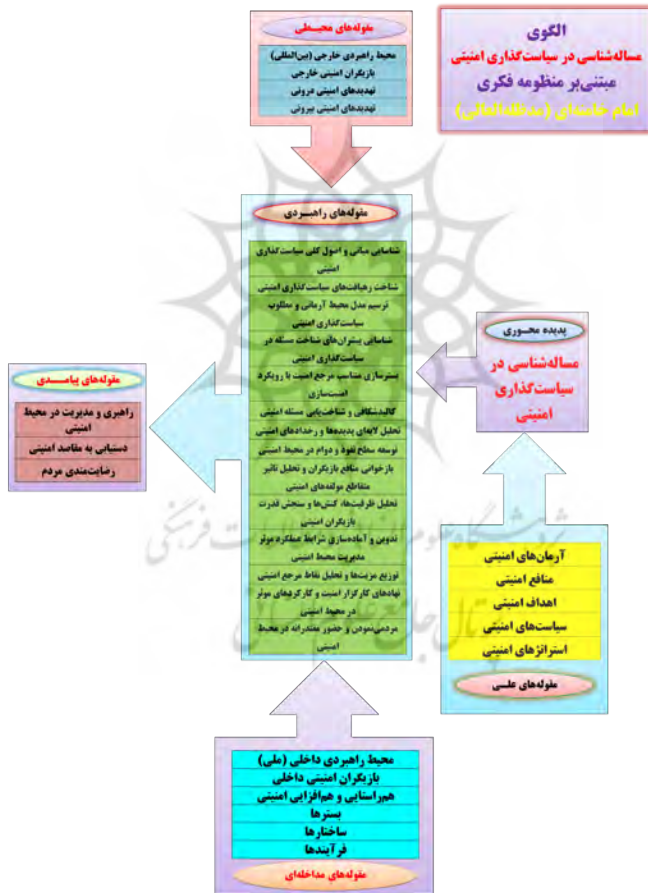 الگوی
مساله‌شناسی در سیاست‌گذاری امنیتی
مبتنی‌بر منظومه فکری
امام خامنه‌ای (مدظله‌العالی)
مقوله‌های محیـطی
محیط راهبردی خارجی (بین‌المللی)
بازیگران امنیتی خارجی
تهدیدهای امنیتی درونی
تهدیدهای امنیتی بیرونی
مقوله‌های راهبـردی
شناسایی مبانی و اصول کلی سیاست‌گذاری
امنیتی
شناخت رهیافت‌های سیاست‌گذاری امنیتی
ترسیم مدل محیط آرمانی و مطلوب
سیاست‌گذاری امنیتی
شناسایی پیشران‌های شناخت مسئله در
سیاست‌گذاری امنیتی
بسترسازی متناسب مرجع امنیت با رویکرد
امنیت‌سازی
کالبدشکافی و شناخت‌یابی مسئله امنیتی
تحلیل لایه‌ای پدیده‌ها و رخدادهای امنیتی
توسعه سطح نفوذ و دوام در محیط امنیتی
بازخوانی منافع بازیگران و تحلیل تاثیر
متقاطع مولفه‌های امنیتی
تحلیل ظرفیت‌ها، کنش‌ها و سنجش قدرت
بازیگران امنیتی
تدوین و آماده‌سازی شرایط عملکرد موثر
مدیریت محیط امنیتی
توزیع مزیت‌ها و تحلیل نقاط مرجع امنیتی
نهادهای کارگزار امنیت و کارکردهای موثر
در محیط امنیتی
مردمی‌نمودن و حضور مقتدرانه در محیط
امنیتی
پدیده محـوری
مساله‌شناسی در
سیاست‌گذاری
امنیتی
مقوله‌های پیامـدی
راهبری و مدیریت در محیط
امنیتی
دستیابی به مقاصد امنیتی
رضایت‌مندی مردم
آرمان‌های امنیتی
منافع امنیتی
اهداف امنیتی
سیاست‌های امنیتی
استراتژهای امنیتی
مقوله‌های علـی
محیط راهبردی داخلی (ملی)
بازیگران امنیتی داخلی
هم‌راستایی و هم‌افزایی امنیتی
بسترها
ساختارها
فرآیندها
مقوله‌های مداخله‌ای